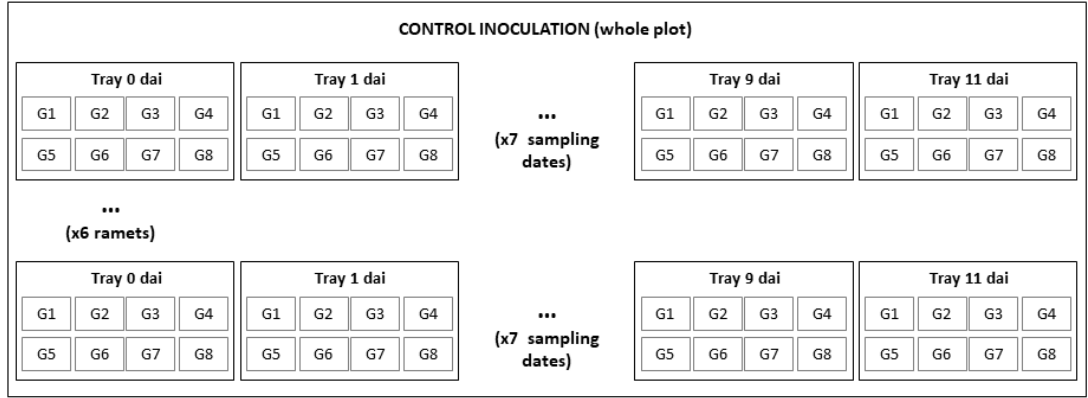 CONTROL INOCULATION (whole plot)
Tray 0 dai Tray 1 dai Tray 9 dai Tray 11 dai
G1 G2 G3 G4 G1 G2 G3 G4 ... G1 G2 G3 G4 G1 G2 G3 G4
(x7 sampling
G5 G6 G7 G8 G5 G6 G7 G8 dates) G5 G6 G7 G8 G5 G6 G7 G8
...
(x6 ramets)
Tray 0 dai Tray 1 dai Tray 9 dai Tray 11 dai
G1 G2 G3 G4 G1 G2 G3 G4 ... G1 G2 G3 G4 G1 G2 G3 G4
(x7 sampling
G5 G6 G7 G8 G5 G6 G7 G8 dates) G5 G6 G7 G8 G5 G6 G7 G8